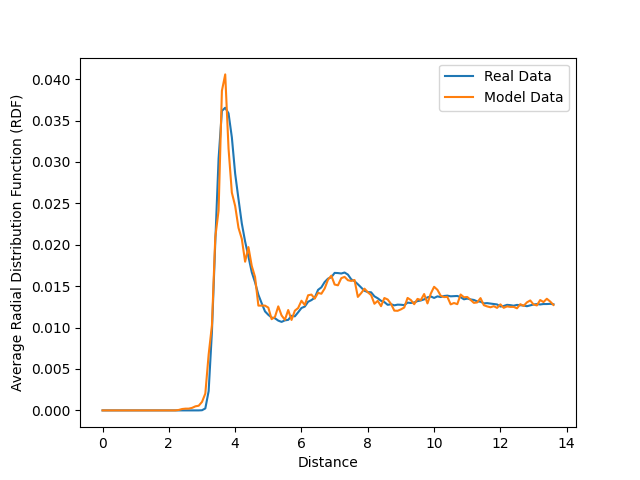 Real Data
Model Data
Average Radial Distribution Function (RDF)
0.040
0.035
0.030
0.025
0.020
0.015
0.010
0.005
0.000
0 2 4 6 8 10 12 14
Distance